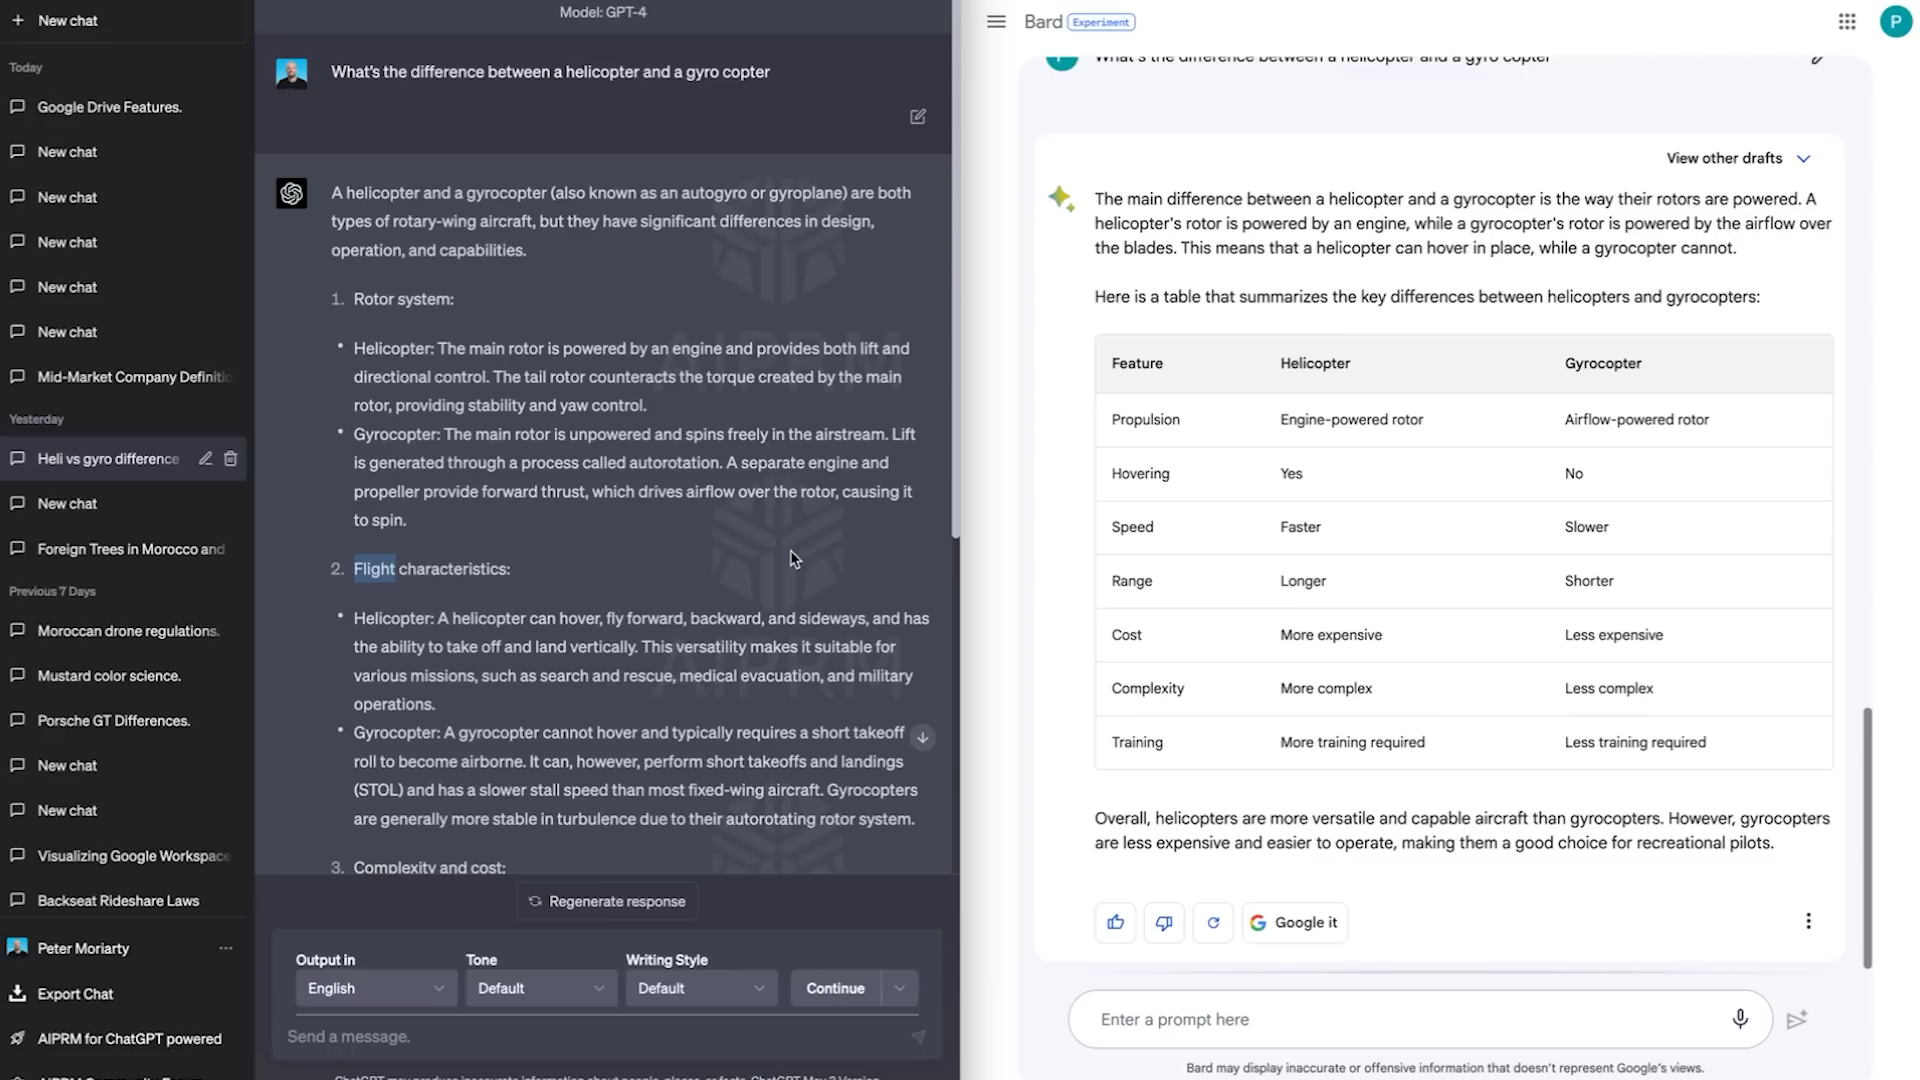 New chat
Today
Google Drive Features.
New chat
New chat
New chat
New chat
New chat
Mid-Market Company Definitio
Yesterday
Heli vs gyro difference
New chat
Foreign Trees in Morocco and
Previous 7 Days
Moroccan drone regulations.
Mustard color science.
Porsche GT Differences.
New chat
New chat
Visualizing Google Workspace
Backseat Rideshare Laws
Peter Moriarty
Export Chat
AIPRM for ChatGPT powered
Model: GPT-4
What's the difference between a helicopter and a gyro copter
A helicopter and a gyrocopter (also known as an autogyro or gyroplane) are both
types of rotary-wing aircraft, but they have significant differences in design,
operation, and capabilities.
1. Rotor system:
• Helicopter: The main rotor is powered by an engine and provides both lift and
directional control. The tail rotor counteracts the torque created by the main
rotor, providing stability and yaw control.
• Gyrocopter: The main rotor is unpowered and spins freely in the airstream. Lift
is generated through a process called autorotation. A separate engine and
propeller provide forward thrust, which drives airflow over the rotor, causing it
to spin.
2. Flight characteristics:
• Helicopter: A helicopter can hover, fly forward, backward, and sideways, and has
the ability to take off and land vertically. This versatility makes it suitable for
various missions, such as search and rescue, medical evacuation, and military
operations.
• Gyrocopter: A gyrocopter cannot hover and typically requires a short takeoff
roll to become airborne. It can, however, perform short takeoffs and landings
(STOL) and has a slower stall speed than most fixed-wing aircraft. Gyrocopters
are generally more stable in turbulence due to their autorotating rotor system.
3. Complexity and cost:
AIPRM
AIPRM
Regenerate response
Output in Tone Writing Style
English Default Default Continue
Send a message.
Bard Experiment
P
What's the difference between a helicopter and a gyro copter
View other drafts
The main difference between a helicopter and a gyrocopter is the way their rotors are powered. A
helicopter's rotor is powered by an engine, while a gyrocopter's rotor is powered by the airflow over
the blades. This means that a helicopter can hover in place, while a gyrocopter cannot.
Here is a table that summarizes the key differences between helicopters and gyrocopters:
Feature Helicopter Gyrocopter
Propulsion Engine-powered rotor Airflow-powered rotor
Hovering Yes No
Speed Faster Slower
Range Longer Shorter
Cost More expensive Less expensive
Complexity More complex Less complex
Training More training required Less training required
Overall, helicopters are more versatile and capable aircraft than gyrocopters. However, gyrocopters
are less expensive and easier to operate, making them a good choice for recreational pilots.
Google it
Enter a prompt here
Bard may display inaccurate or offensive information that doesn't represent Google's views.